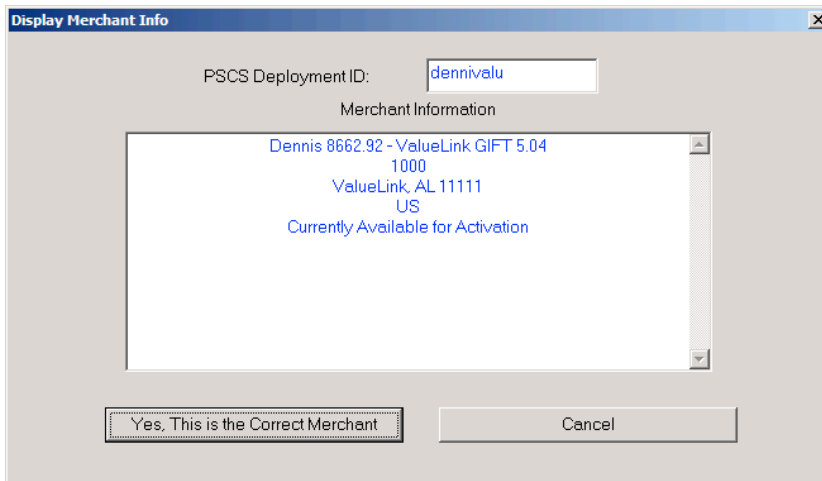 Display Merchant Info
PSCS Deployment ID: dennivalu
Merchant Information
Dennis 8662.92 - ValueLink GIFT 5.04
1000
ValueLink, AL 11111
US
Currently Available for Activation
Yes, This is the Correct Merchant Cancel